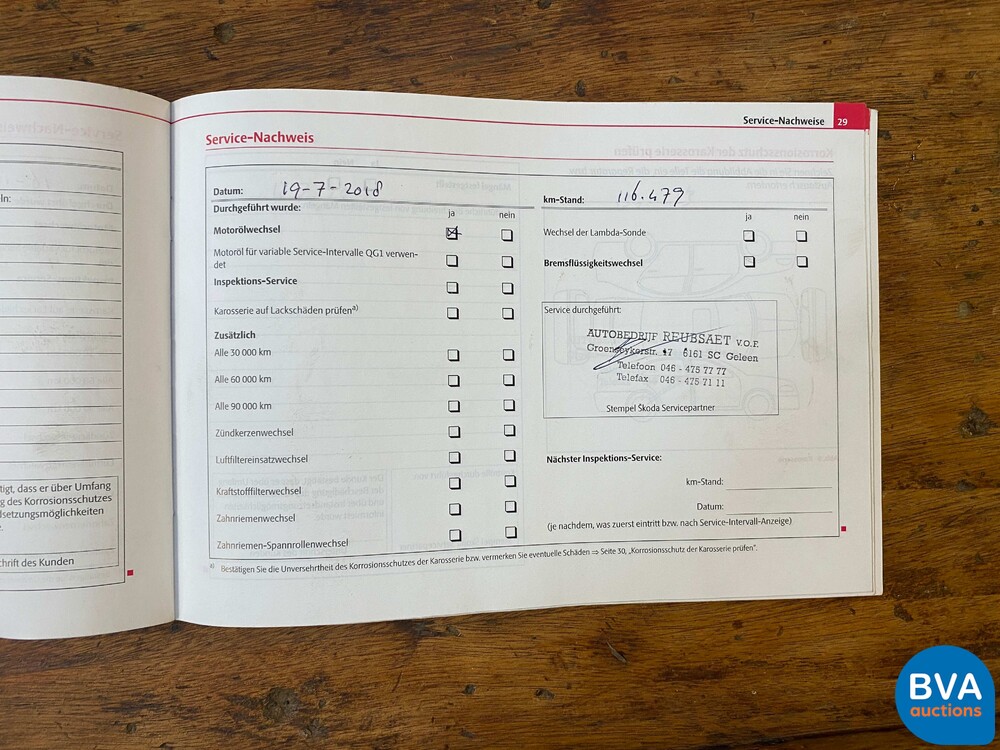 Service-Nachweise 29
Service-Nachweis
Datum: 19-7-2018
Durchgeführt wurde:
ja nein
Motorölwechsel
Motoröl für variable Service-Intervalle QG1 verwen-
det
Inspektions-Service
Karosserie auf Lackschäden prüfen a)
Zusätzlich
Alle 30 000 km
Alle 60 000 km
Alle 90 000 km
Zündkerzenwechsel
Luftfiltereinsatzwechsel
Kraftstofffilterwechsel
Zahnriemenwechsel
Zahnriemen-Spannrollenwechsel
km-Stand: 116.479
ja nein
Wechsel der Lambda-Sonde
Bremsflüssigkeitswechsel
Service durchgeführt:
AUTOBEDRIJF REUBSAET V.O.F.
17 6161 SC Geleen
Telefoon 046 - 475 77 77
Telefax 046 - 475 71 11
Stempel Škoda Servicepartner
Nächster Inspektions-Service:
km-Stand:
Datum:
(je nachdem, was zuerst eintritt bzw. nach Service-Intervall-Anzeige)
a) Bestätigen Sie die Unversehrtheit des Korrosionsschutzes der Karosserie bzw. vermerken Sie eventuelle Schäden ⇒ Seite 30, „Korrosionsschutz der Karosserie prüfen".
ln:
tigt, dass er über Umfang
g des Korrosionsschutzes
dsetzungsmöglichkeiten
e.
chrift des Kunden
BVA
auctions